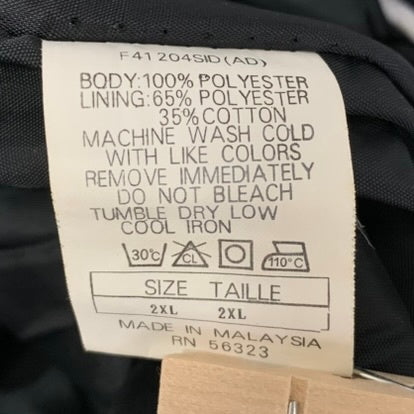 F41204SID(AD)
BODY:100% POLYESTER
LINING:65% POLYESTER
35% COTTON
MACHINE WASH COLD
WITH LIKE COLORS
REMOVE IMMEDIATELY
DO NOT BLEACH
TUMBLE DRY LOW
COOL IRON
30°C CL 110°C
SIZE TAILLE
2XL 2XL
MADE IN MALAYSIA
RN 56323